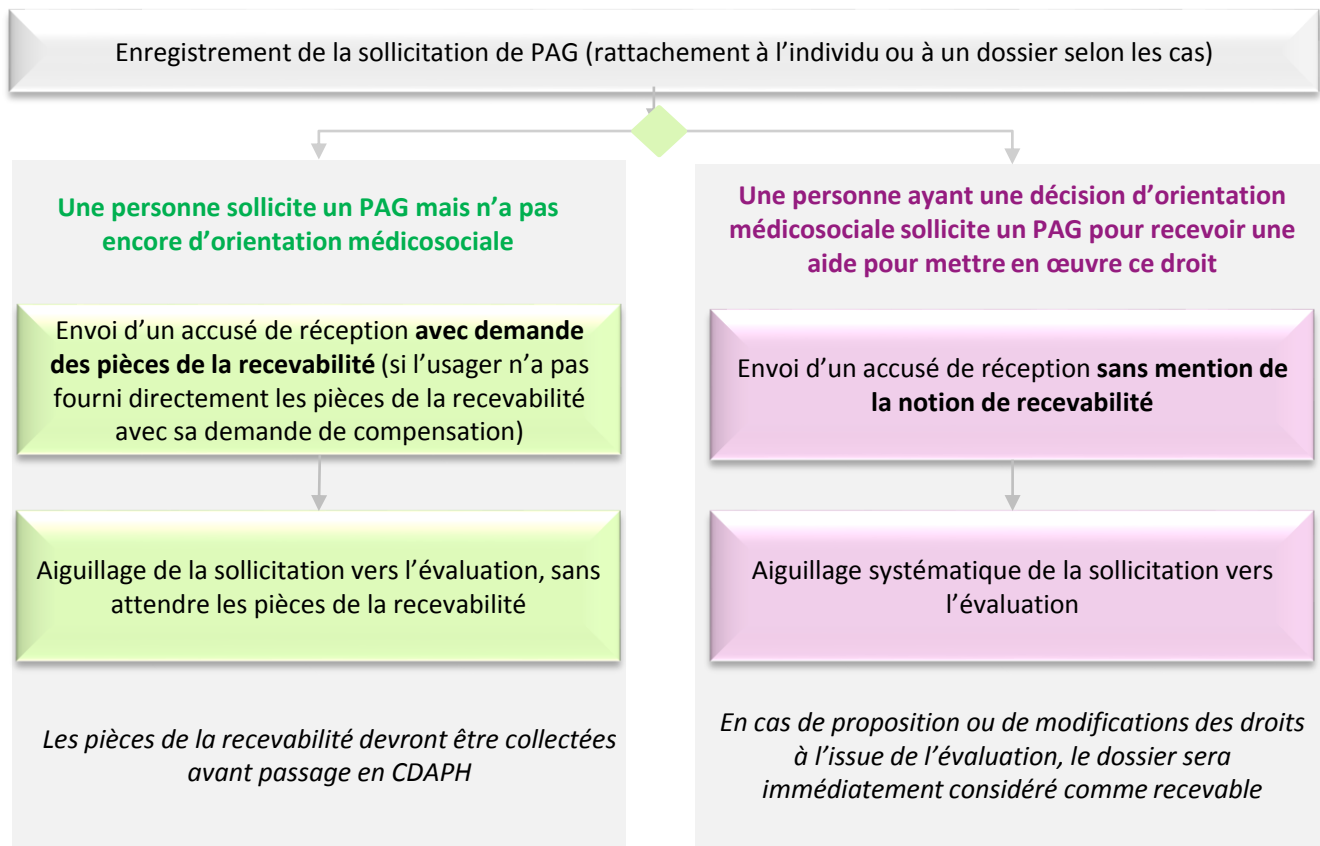 Enregistrement de la sollicitation de PAG (rattachement à l’individu ou à un dossier selon les cas)
Une personne sollicite un PAG mais n’a pas
encore d’orientation médicosociale
Envoi d’un accusé de réception avec demande
des pièces de la recevabilité (si l’usager n’a pas
fourni directement les pièces de la recevabilité
avec sa demande de compensation)
Aiguillage de la sollicitation vers l’évaluation, sans
attendre les pièces de la recevabilité
Les pièces de la recevabilité devront être collectées
avant passage en CDAPH
Une personne ayant une décision d’orientation
médicosociale sollicite un PAG pour recevoir une
aide pour mettre en œuvre ce droit
Envoi d’un accusé de réception sans mention de
la notion de recevabilité
Aiguillage systématique de la sollicitation vers
l’évaluation
En cas de proposition ou de modifications des droits
à l’issue de l’évaluation, le dossier sera
immédiatement considéré comme recevable